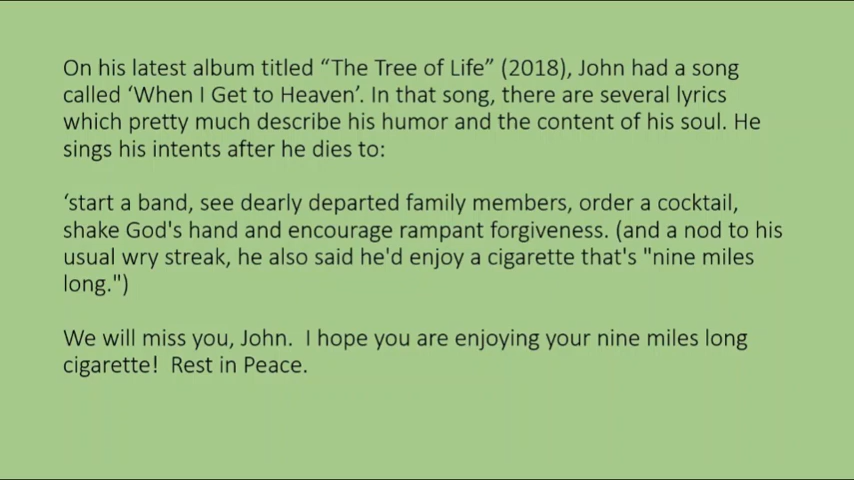 On his latest album titled “The Tree of Life” (2018), John had a song
called ‘When I Get to Heaven’. In that song, there are several lyrics
which pretty much describe his humor and the content of his soul. He
sings his intents after he dies to:
‘start a band, see dearly departed family members, order a cocktail,
shake God's hand and encourage rampant forgiveness. (and a nod to his
usual wry streak, he also said he'd enjoy a cigarette that's "nine miles
long.")
We will miss you, John.  I hope you are enjoying your nine miles long
cigarette!  Rest in Peace.